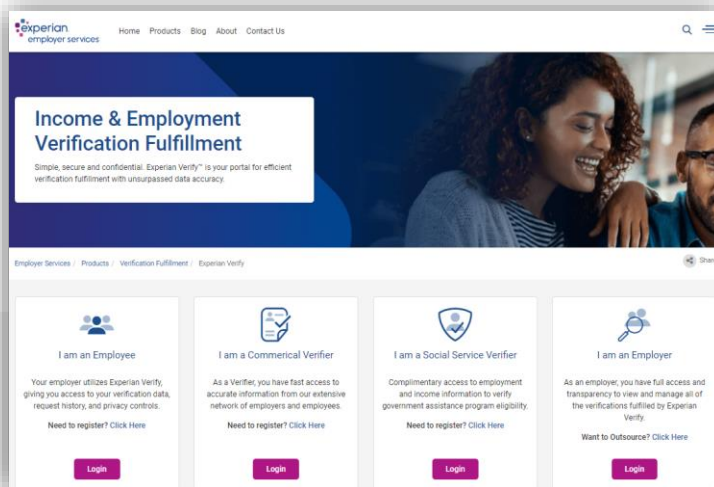 experian
employer services
Home Products Blog About Contact Us
Income & Employment
Verification Fulfillment
Simple, secure and confidential. Experian Verify™ is your portal for efficient
verification fulfillment with unsurpassed data accuracy.
Employer Services / Products / Verification Fulfillment / Experian Verify
Shar
I am an Employee
Your employer utilizes Experian Verify,
giving you access to your verification data,
request history, and privacy controls.
Need to register? Click Here
Login
I am a Commerical Verifier
As a Verifier, you have fast access to
accurate information from our extensive
network of employers and employees.
Need to register? Click Here
Login
I am a Social Service Verifier
Complimentary access to employment
and income information to verify
government assistance program eligibility.
Need to register? Click Here
Login
I am an Employer
As an employer, you have full access and
transparency to view and manage all of
the verifications fulfilled by Experian
Verify.
Want to Outsource? Click Here
Login